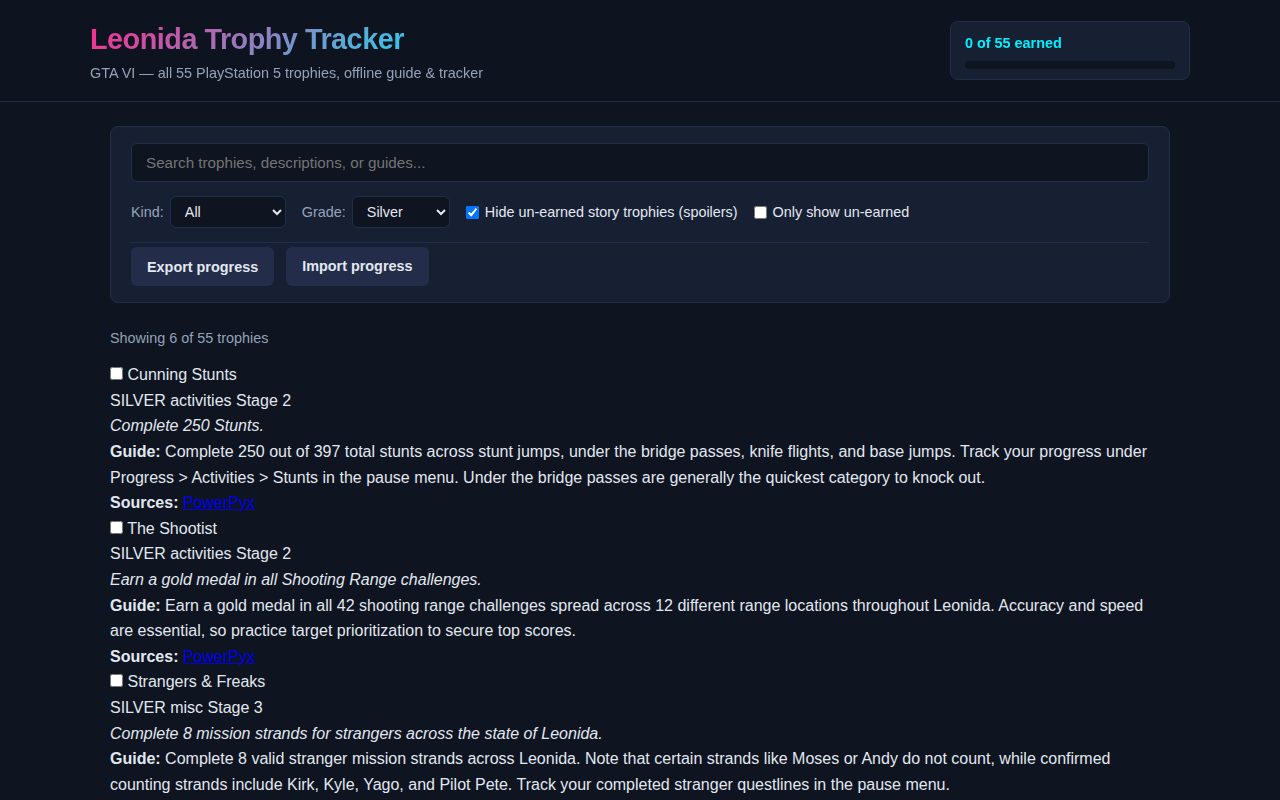 Leonida Trophy Tracker
GTA VI — all 55 PlayStation 5 trophies, offline guide & tracker
0 of 55 earned
Search trophies, descriptions, or guides...
Kind: All Grade: Silver Hide un-earned story trophies (spoilers) Only show un-earned
Export progress Import progress
Showing 6 of 55 trophies
Cunning Stunts
SILVER activities Stage 2
Complete 250 Stunts.
Guide: Complete 250 out of 397 total stunts across stunt jumps, under the bridge passes, knife flights, and base jumps. Track your progress under
Progress > Activities > Stunts in the pause menu. Under the bridge passes are generally the quickest category to knock out.
Sources: PowerPyx
The Shootist
SILVER activities Stage 2
Earn a gold medal in all Shooting Range challenges.
Guide: Earn a gold medal in all 42 shooting range challenges spread across 12 different range locations throughout Leonida. Accuracy and speed
are essential, so practice target prioritization to secure top scores.
Sources: PowerPyx
Strangers & Freaks
SILVER misc Stage 3
Complete 8 mission strands for strangers across the state of Leonida.
Guide: Complete 8 valid stranger mission strands across Leonida. Note that certain strands like Moses or Andy do not count, while confirmed
counting strands include Kirk, Kyle, Yago, and Pilot Pete. Track your completed stranger questlines in the pause menu.